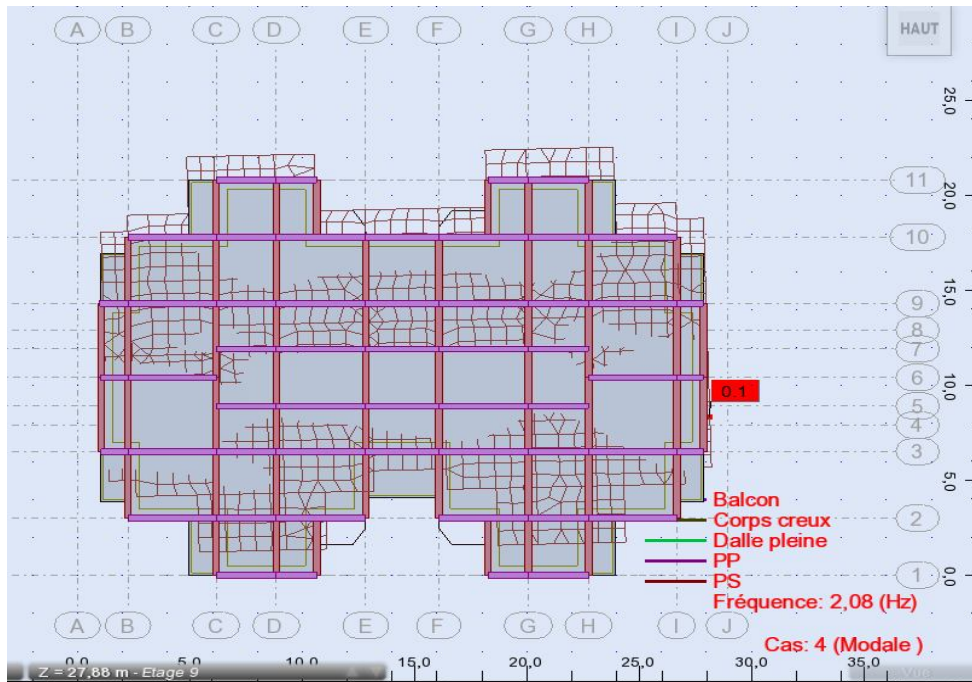 A B C D E F G H I J
HAUT
25,0
11
20,0
10
15,0
9
8
7
6
10,0
0.1
5
4
3
5,0
Balcon
Corps creux
2
Dalle pleine
PP
PS
1
0,0
Fréquence: 2,08 (Hz)
A B C D E F G H I J
Cas: 4 (Modale )
0,0 5,0 10,0 15,0 20,0 25,0 30,0 35,0
Z = 27,88 m - Etage 9
Vue